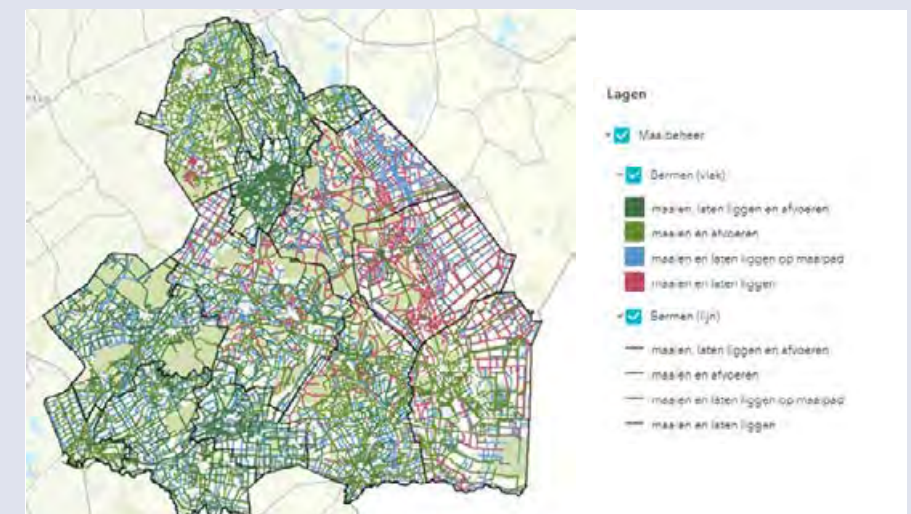 Lagen
Maaibeheer
Bermen (vlak)
maaien, laten liggen en afvoeren
maaien en afvoeren
maaien en laten liggen op maaipad
maaien en laten liggen
Bermen (lijn)
maaien, laten liggen en afvoeren
maaien en afvoeren
maaien en laten liggen op maaipad
maaien en laten liggen